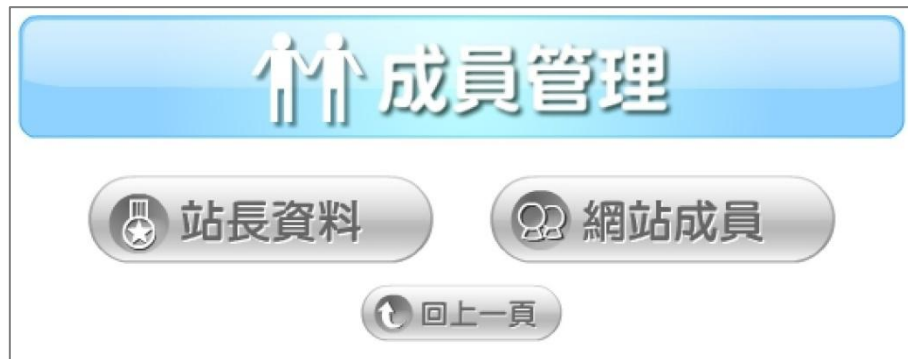 成員管理
站長資料
網站成員
回上一頁